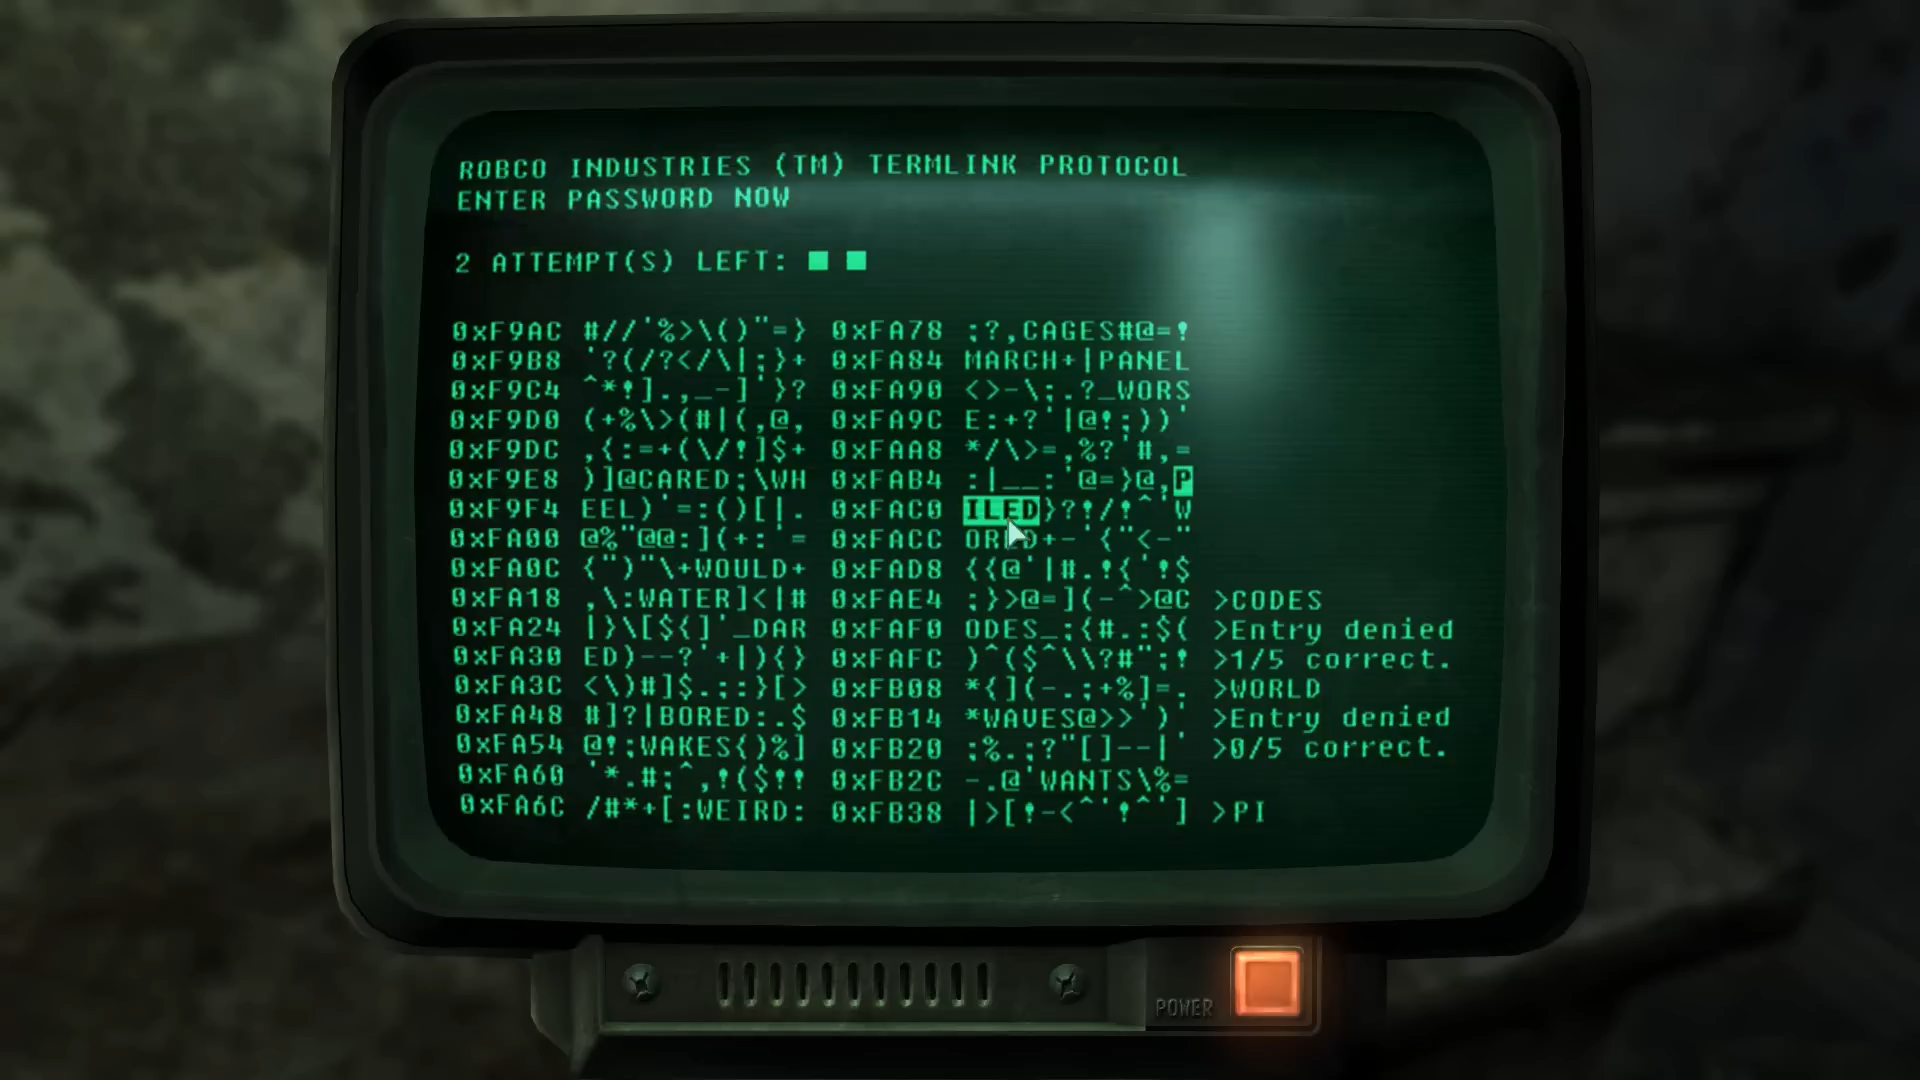 ROBCO INDUSTRIES (TM) TERMLINK PROTOCOL
ENTER PASSWORD NOW
2 ATTEMPT(S) LEFT: ■ ■
0xF9AC #//'%>\()"=} 0xFA78 ;?,CAGES#@=!
0xF9B8 '?(/?</\|;}+ 0xFA84 MARCH+|PANEL
0xF9C4 ^*!].,_-]'}? 0xFA90 <>-\;.?_WORS
0xF9D0 (+%\>(#|(,@, 0xFA9C E:+?'|@!;))'
0xF9DC ,{:=+(\/!]$+ 0xFAA8 */\>=,%?'#,=
0xF9E8 )]@CARED;\WH 0xFAB4 :|__:'@=}@,P
0xF9F4 EEL)'=:()[|. 0xFAC0 ILED}?!/!^'W
0xFA00 @%"@@:](+:'= 0xFACC ORED+-'{"<-"
0xFA0C {")"\+WOULD+ 0xFAD8 {{@'|#.!{'!$
0xFA18 ,\:WATER]<|# 0xFAE4 ;}>@=](-^>@C >CODES
0xFA24 |}\[${]'_DAR 0xFAF0 ODES_;{#.:$( >Entry denied
0xFA30 ED)--?'+|){} 0xFAFC )^($^\\?#";! >1/5 correct.
0xFA3C <\)#]$.;:}[> 0xFB08 *{](-.;+%]=. >WORLD
0xFA48 #]?|BORED:.$ 0xFB14 *WAVES@>>')' >Entry denied
0xFA54 @!;WAKES{)%] 0xFB20 ;%.;?"[]--|' >0/5 correct.
0xFA60 '*.#;^,!($!! 0xFB2C -.@'WANTS\%=
0xFA6C /#*+[:WEIRD: 0xFB38 |>[!-<^'!^'] >PI
POWER